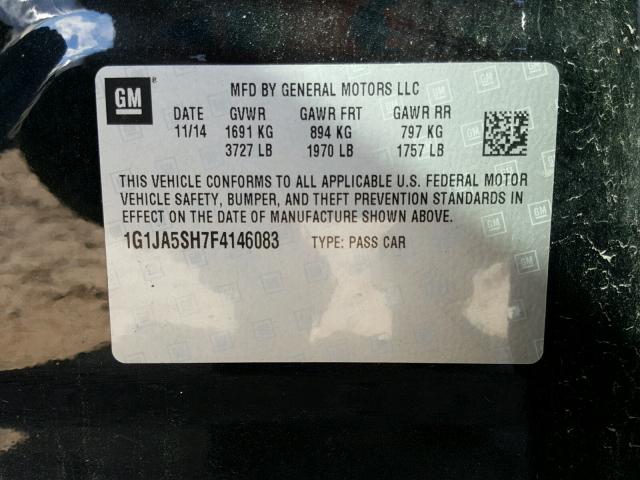 GM ® MFD BY GENERAL MOTORS LLC
DATE GVWR GAWR FRT GAWR RR
11/14 1691 KG 894 KG 797 KG
3727 LB 1970 LB 1757 LB
THIS VEHICLE CONFORMS TO ALL APPLICABLE U.S. FEDERAL MOTOR
VEHICLE SAFETY, BUMPER, AND THEFT PREVENTION STANDARDS IN
EFFECT ON THE DATE OF MANUFACTURE SHOWN ABOVE.
1G1JA5SH7F4146083 TYPE: PASS CAR